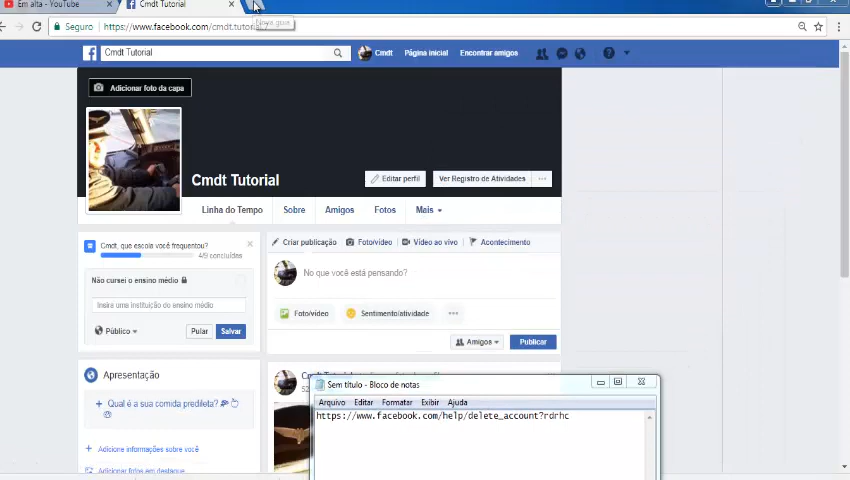 Em alta - YouTube
Cmdt Tutorial
Nova guia
Seguro
https://www.facebook.com/cmdt.tutorial
Cmdt Tutorial
Cmdt
Página inicial
Encontrar amigos
Adicionar foto da capa
Cmdt Tutorial
Editar perfil
Ver Registro de Atividades
Linha do Tempo
Sobre
Amigos
Fotos
Mais
Cmdt, que escola você frequentou?
4/9 concluídas
Não cursei o ensino médio
Insira uma instituição do ensino médio
Público
Pular
Salvar
Criar publicação
Foto/vídeo
Vídeo ao vivo
Acontecimento
No que você está pensando?
Foto/vídeo
Sentimento/atividade
Amigos
Publicar
Apresentação
+ Qual é a sua comida predileta?
+ Adicione informações sobre você
+ Adicionar fotos em destaque
Sem título - Bloco de notas
Arquivo Editar Formatar Exibir Ajuda
https://www.facebook.com/help/delete_account?rdrhc